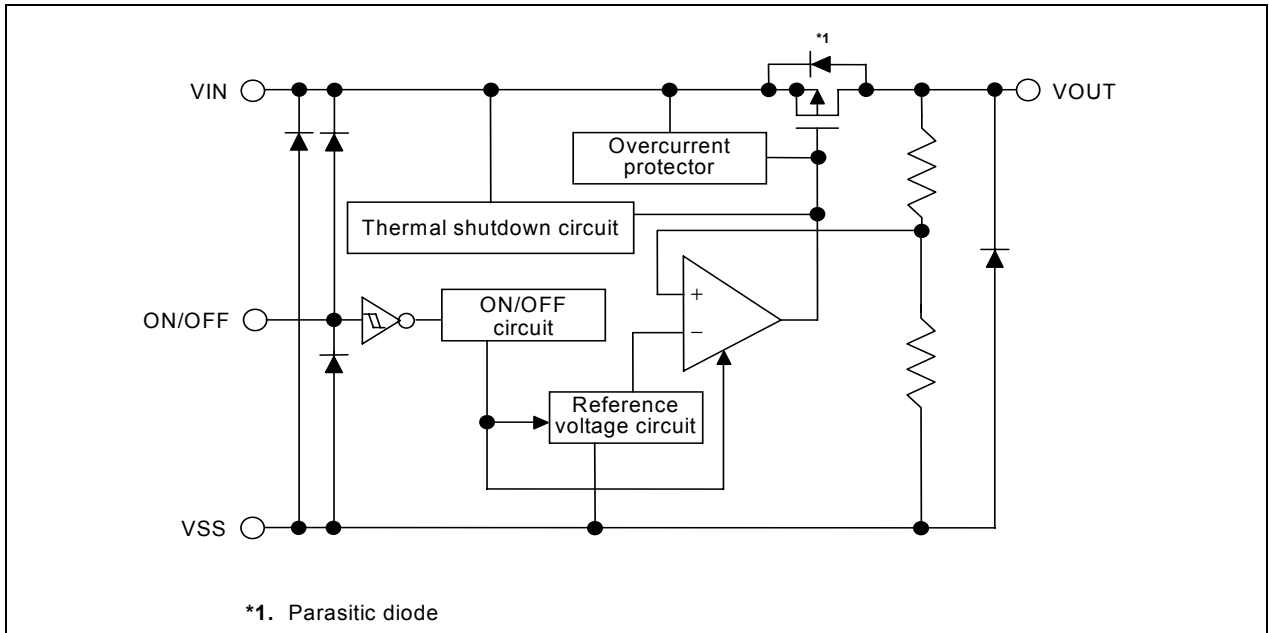 *1
VIN
VOUT
Overcurrent
protector
Thermal shutdown circuit
+
ON/OFF
ON/OFF
circuit
−
Reference
voltage circuit
VSS
*1. Parasitic diode